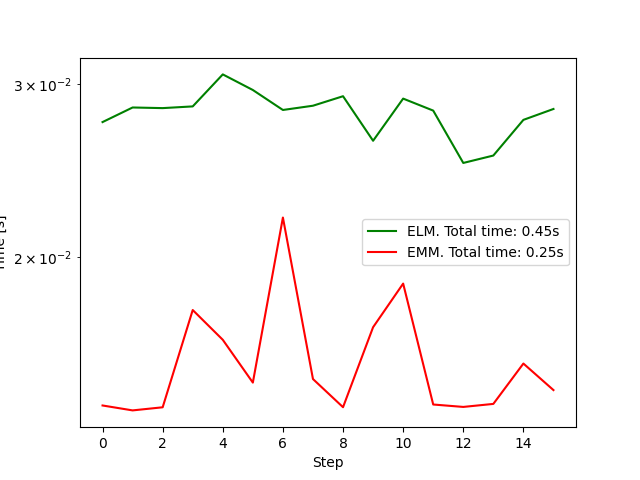 3 × 10⁻²
2 × 10⁻²
Time [s]
ELM. Total time: 0.45s
EMM. Total time: 0.25s
0 2 4 6 8 10 12 14
Step